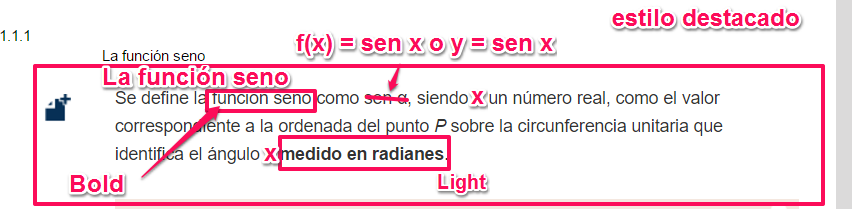 estilo destacado
1.1.1
f(x) = sen x o y = sen x
La función seno
La función seno
Se define la función seno como sen α, siendo x un número real, como el valor
correspondiente a la ordenada del punto P sobre la circunferencia unitaria que
identifica el ángulo x medido en radianes.
Bold
Light